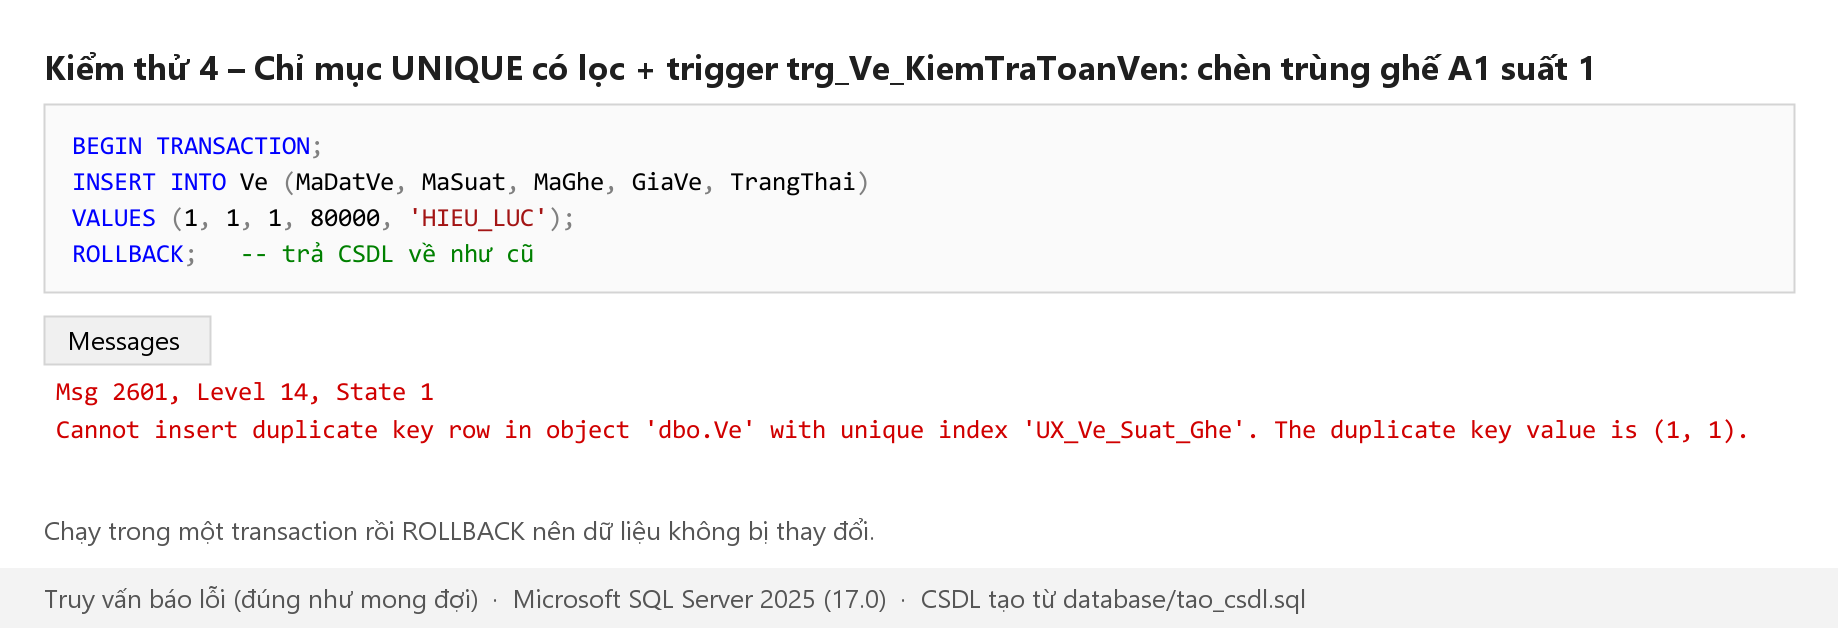 Kiểm thử 4 – Chỉ mục UNIQUE có lọc + trigger trg_Ve_KiemTraToanVen: chèn trùng ghế A1 suất 1
BEGIN TRANSACTION;
INSERT INTO Ve (MaDatVe, MaSuat, MaGhe, GiaVe, TrangThai)
VALUES (1, 1, 1, 80000, 'HIEU_LUC');
ROLLBACK;   -- trả CSDL về như cũ
Messages
Msg 2601, Level 14, State 1
Cannot insert duplicate key row in object 'dbo.Ve' with unique index 'UX_Ve_Suat_Ghe'. The duplicate key value is (1, 1).
Chạy trong một transaction rồi ROLLBACK nên dữ liệu không bị thay đổi.
Truy vấn báo lỗi (đúng như mong đợi) · Microsoft SQL Server 2025 (17.0) · CSDL tạo từ database/tao_csdl.sql